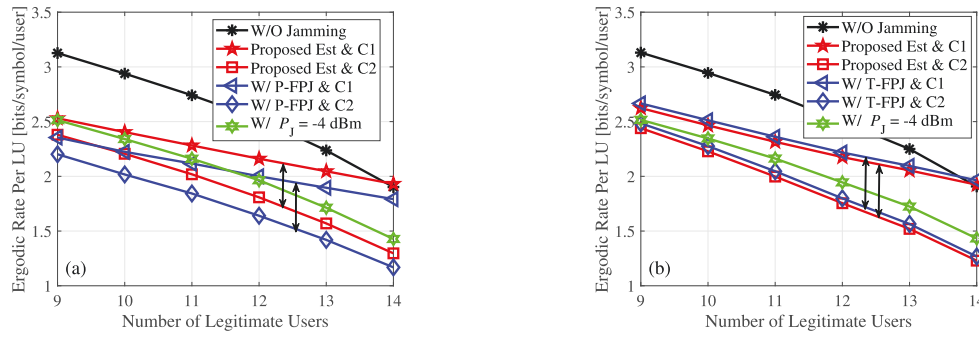 3.5
3
2.5
2
1.5
1
Ergodic Rate Per LU [bits/symbol/user]
W/O Jamming
Proposed Est & C1
Proposed Est & C2
W/ P-FPJ & C1
W/ P-FPJ & C2
W/ P_J = -4 dBm
(a)
9 10 11 12 13 14
Number of Legitimate Users
3.5
3
2.5
2
1.5
1
Ergodic Rate Per LU [bits/symbol/user]
W/O Jamming
Proposed Est & C1
Proposed Est & C2
W/ T-FPJ & C1
W/ T-FPJ & C2
W/ P_J = -4 dBm
(b)
9 10 11 12 13 14
Number of Legitimate Users